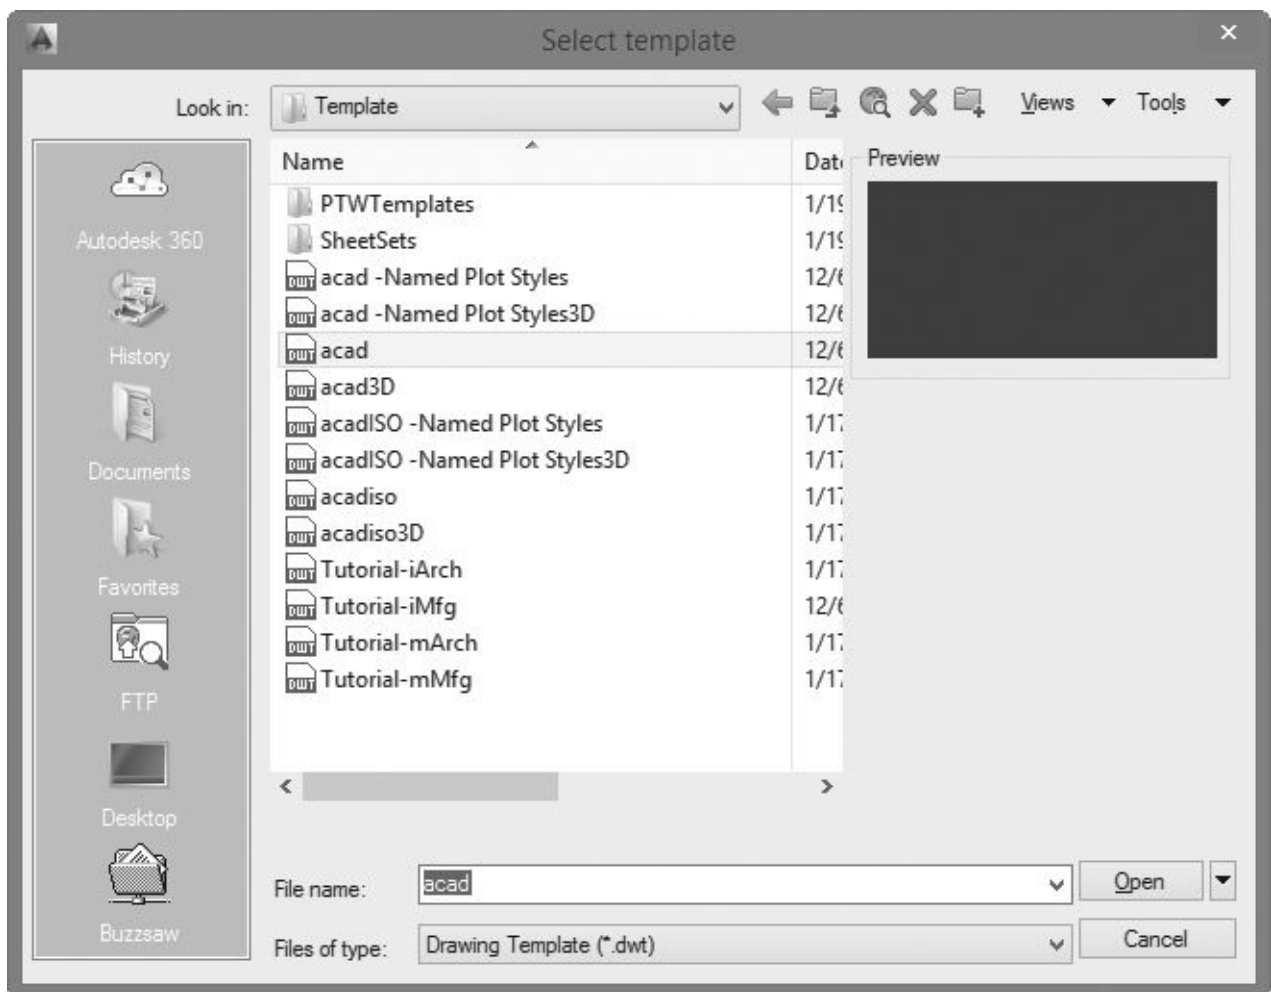 Select template
Look in:
Template
Views
Tools
Autodesk 360
History
Documents
Favorites
FTP
Desktop
Buzzsaw
Name
PTWTemplates
SheetSets
acad -Named Plot Styles
acad -Named Plot Styles3D
acad
acad3D
acadISO -Named Plot Styles
acadISO -Named Plot Styles3D
acadiso
acadiso3D
Tutorial-iArch
Tutorial-iMfg
Tutorial-mArch
Tutorial-mMfg
Preview
File name:
acad
Open
Files of type:
Drawing Template (*.dwt)
Cancel